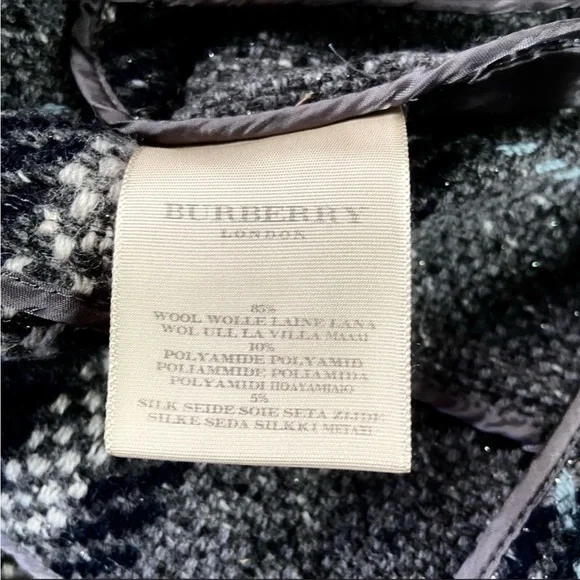 BURBERRY
LONDON
85%
WOOL WOLLE LAINE LANA
WOL ULL LA VILLA ΜΑΛΛΙ
10%
POLYAMIDE POLYAMID
POLIAMMIDE POLIAMIDA
POLYAMIDI ΠΟΛΥΑΜΙΔΙΟ
5%
SILK SEIDE SOIE SETA ZIJDE
SILKE SEDA SILKKI ΜΕΤΑΞΙ